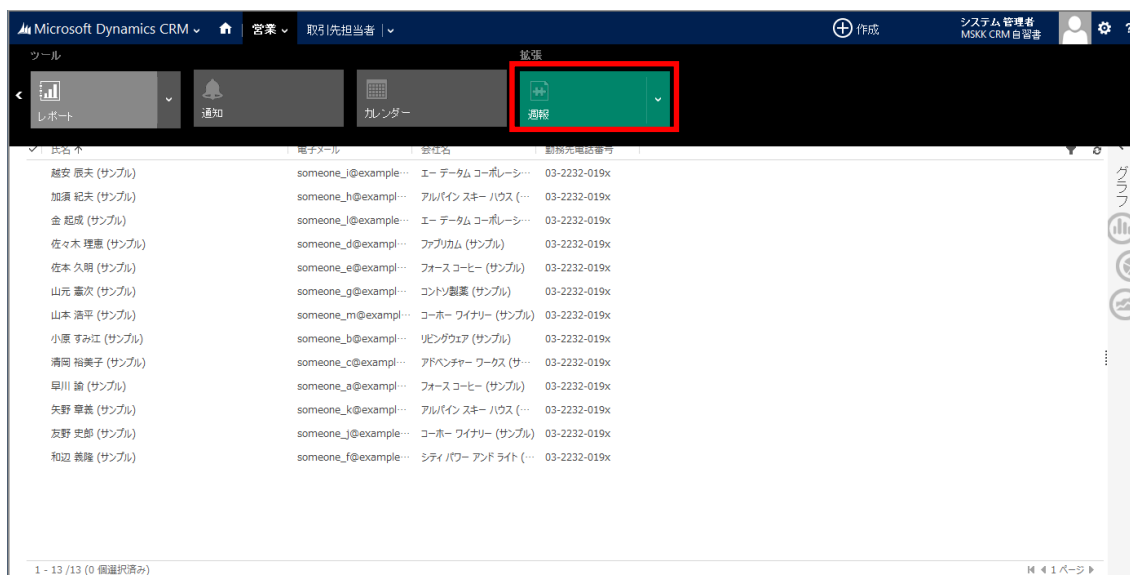 Microsoft Dynamics CRM 営業 取引先担当者 作成 システム 管理者
MSKK CRM 自習書
ツール 拡張
レポート 通知 カレンダー 週報
氏名 電子メール 会社名 勤務先電話番号
越安 辰夫 (サンプル) someone_i@example… エー データム コーポレーシ… 03-2232-019x
加須 紀夫 (サンプル) someone_h@exampl… アルパイン スキー ハウス (… 03-2232-019x
金 起成 (サンプル) someone_l@example… エー データム コーポレーシ… 03-2232-019x
佐々木 理恵 (サンプル) someone_d@exampl… ファブリカム (サンプル) 03-2232-019x
佐本 久明 (サンプル) someone_e@exampl… フォース コーヒー (サンプル) 03-2232-019x
山元 憲次 (サンプル) someone_g@exampl… コントソ製薬 (サンプル) 03-2232-019x
山本 浩平 (サンプル) someone_m@exampl… コーホー ワイナリー (サンプル) 03-2232-019x
小原 すみ江 (サンプル) someone_b@exampl… リビングウェア (サンプル) 03-2232-019x
清岡 裕美子 (サンプル) someone_c@exampl… アドベンチャー ワークス (サ… 03-2232-019x
早川 諭 (サンプル) someone_a@exampl… フォース コーヒー (サンプル) 03-2232-019x
矢野 章義 (サンプル) someone_k@exampl… アルパイン スキー ハウス (… 03-2232-019x
友野 史郎 (サンプル) someone_j@example… コーホー ワイナリー (サンプル) 03-2232-019x
和辺 義隆 (サンプル) someone_f@example… シティ パワー アンド ライト (… 03-2232-019x
グラフ
1 - 13 /13 (0 個選択済み) 1 ページ